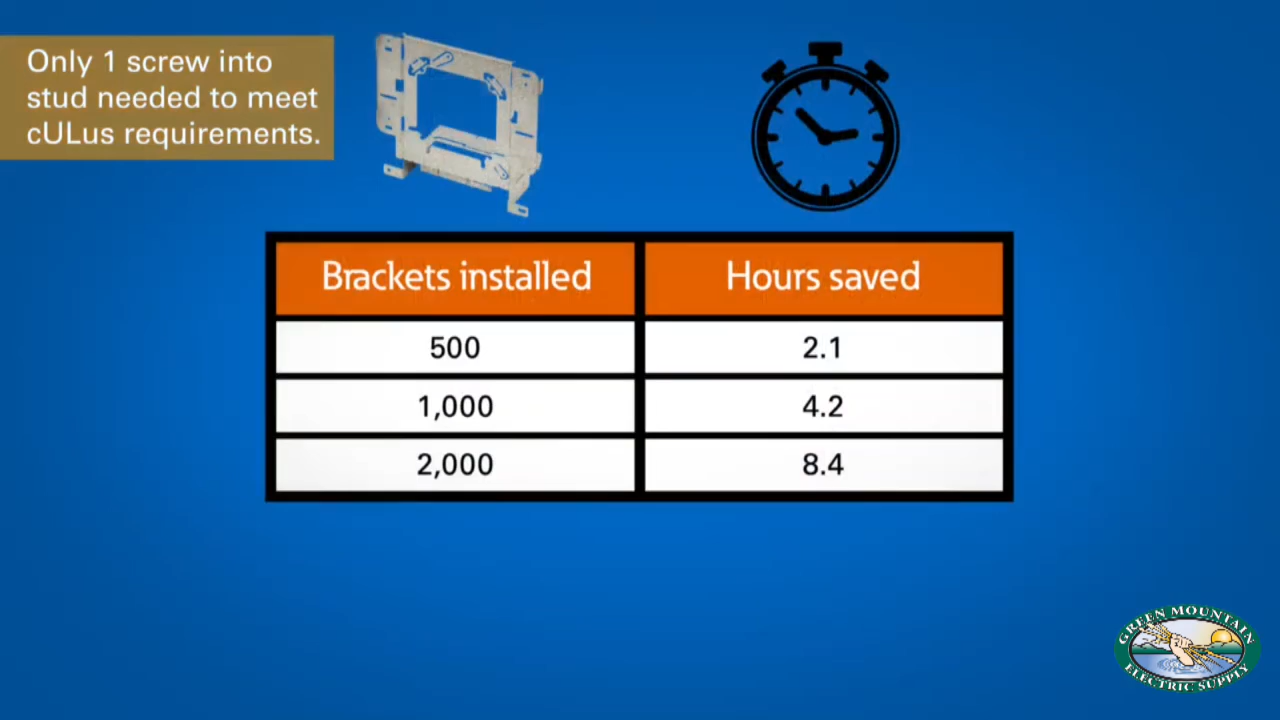 Only 1 screw into
stud needed to meet
cULus requirements.
Brackets installed Hours saved
500 2.1
1,000 4.2
2,000 8.4
GREEN MOUNTAIN
ELECTRIC SUPPLY